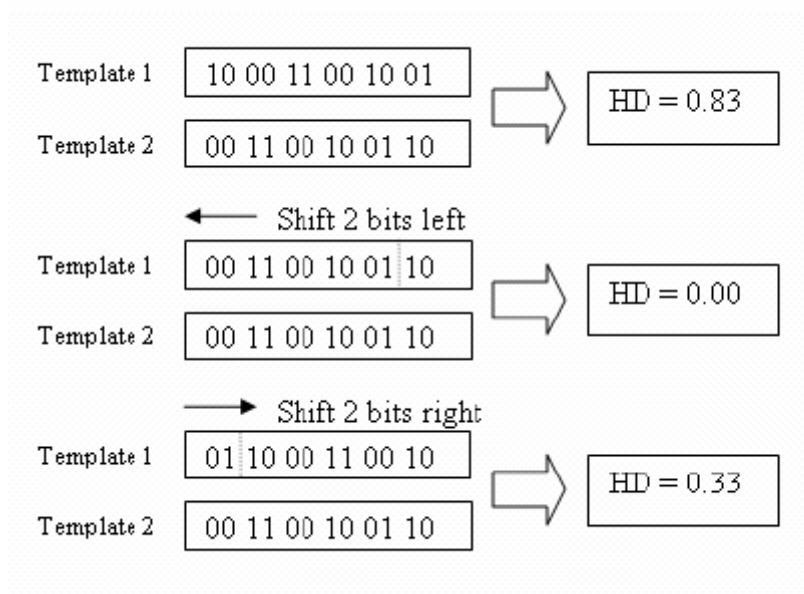 Template 1 10 00 11 00 10 01
HD = 0.83
Template 2 00 11 00 10 01 10
Shift 2 bits left
Template 1 00 11 00 10 01 10
HD = 0.00
Template 2 00 11 00 10 01 10
Shift 2 bits right
Template 1 01 10 00 11 00 10
HD = 0.33
Template 2 00 11 00 10 01 10